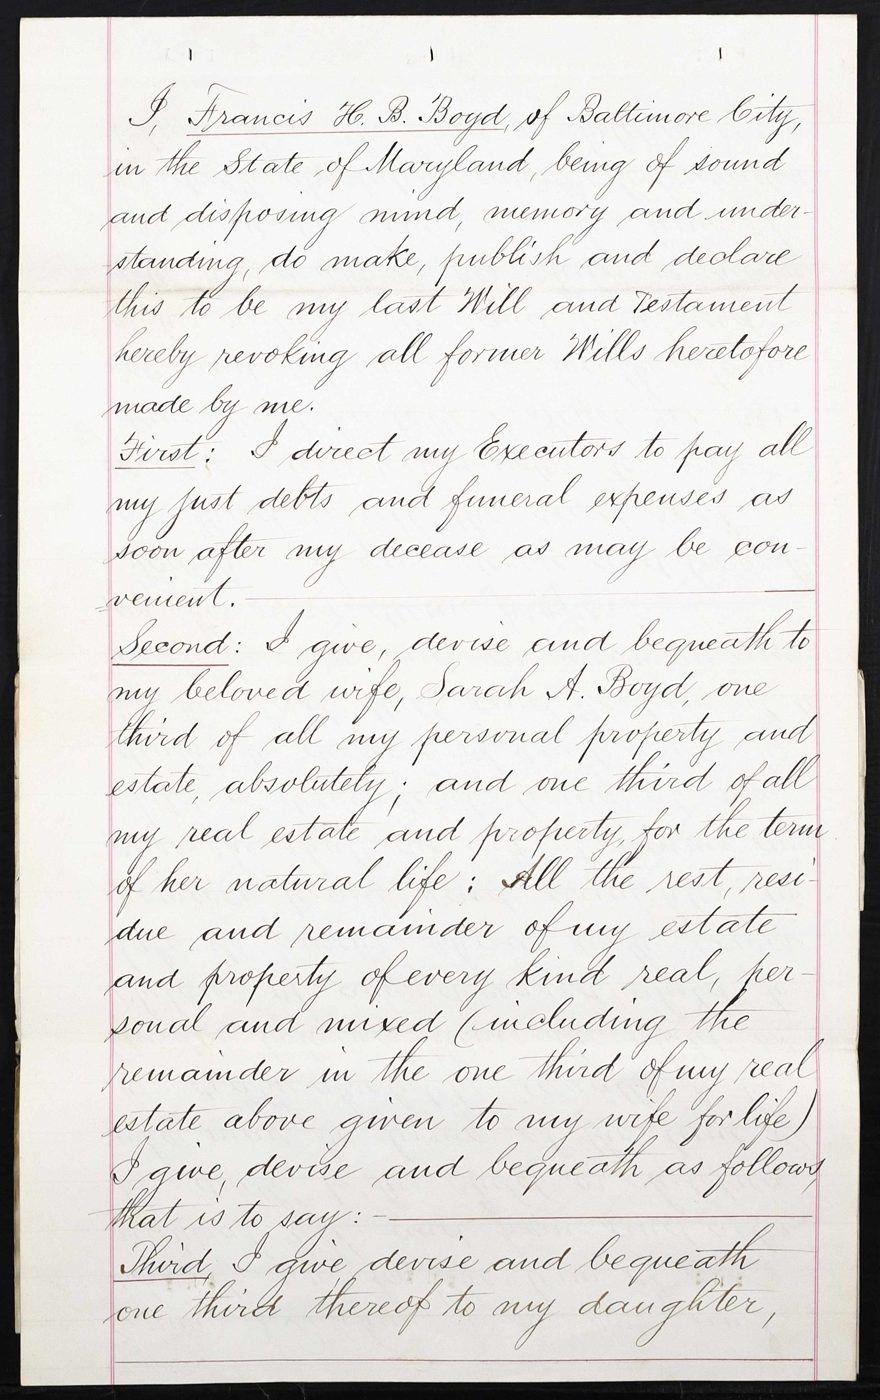 I, Francis H. B. Boyd, of Baltimore City,
in the State of Maryland, being of sound
and disposing mind, memory and under-
standing, do make, publish and declare
this to be my last Will and Testament
hereby revoking all former Wills heretofore
made by me.
First: I direct my Executors to pay all
my just debts and funeral expenses as
soon after my decease as may be con-
venient.
Second: I give, devise and bequeath to
my beloved wife, Sarah A. Boyd, one
third of all my personal property and
estate, absolutely; and one third of all
my real estate and property, for the term
of her natural life; All the rest, resi-
due and remainder of my estate
and property of every kind real, per-
sonal and mixed (including the
remainder in the one third of my real
estate above given to my wife for life)
I give, devise and bequeath as follows,
that is to say: -
Third, I give devise and bequeath
one third thereof to my daughter,